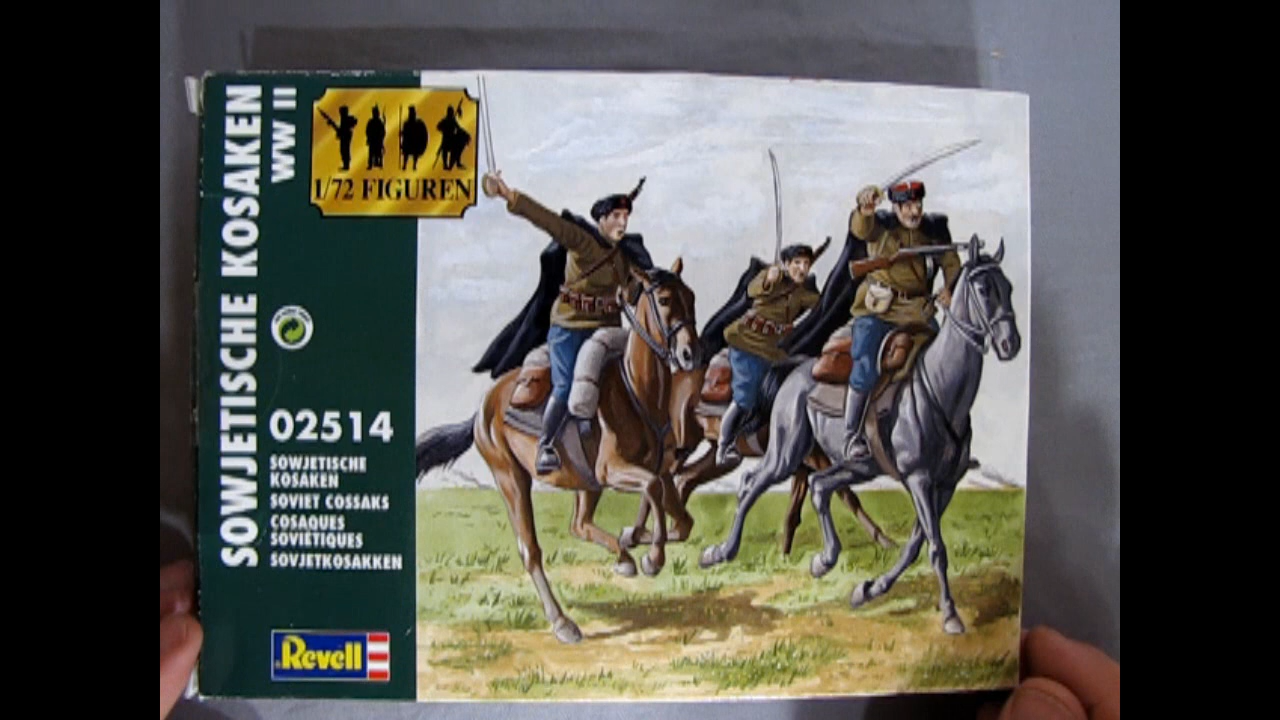 SOWJETISCHE KOSAKEN
WW II
1/72 FIGUREN
02514
SOWJETISCHE
KOSAKEN
SOVIET COSSAKS
COSAQUES
SOVIÉTIQUES
SOVJETKOSAKKEN
Revell